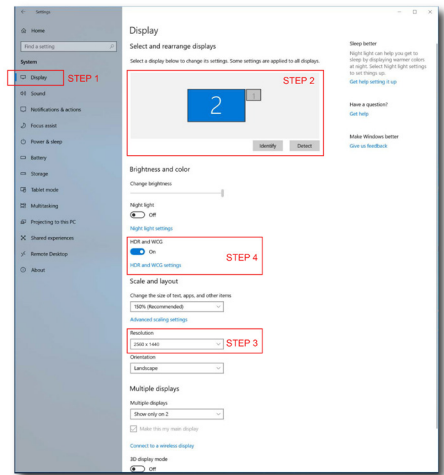 Settings
Home
Find a setting
System
Display
STEP 1
Sound
Notifications & actions
Focus assist
Power & sleep
Battery
Storage
Tablet mode
Multitasking
Projecting to this PC
Shared experiences
Remote Desktop
About
Display
Select and rearrange displays
Select a display below to change its settings. Some settings are applied to all displays.
STEP 2
2
1
Identify
Detect
Brightness and color
Change brightness
Night light
Off
Night light settings
HDR and WCG
On
HDR and WCG settings
STEP 4
Scale and layout
Change the size of text, apps, and other items
150% (Recommended)
Advanced scaling settings
Resolution
2560 x 1440
STEP 3
Orientation
Landscape
Multiple displays
Multiple displays
Show only on 2
Make this my main display
Connect to a wireless display
3D display mode
Off
Sleep better
Night light can help you get to
sleep by displaying warmer colors
at night. Select Night light settings
to set things up.
Get help setting it up
Have a question?
Get help
Make Windows better
Give us feedback